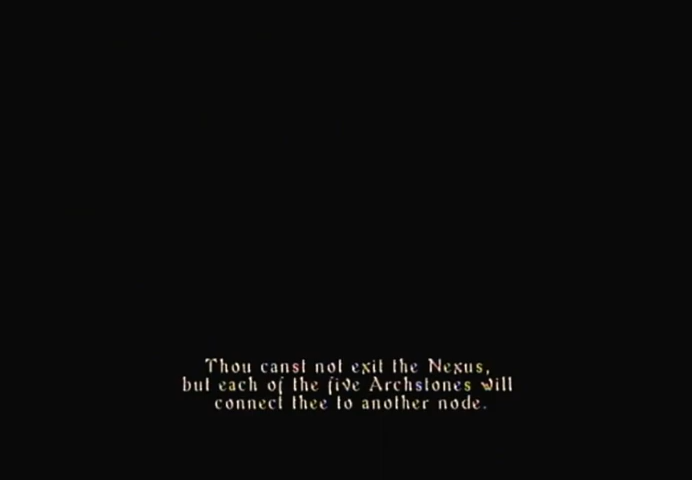 Thou canst not exit the Nexus,
but each of the five Archstones will
connect thee to another node.